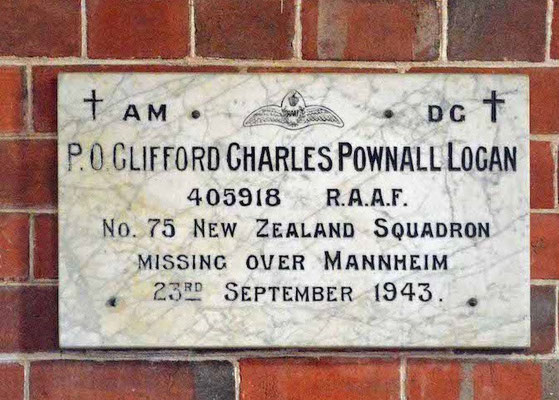 ✝ AM DG ✝
P.O. CLIFFORD CHARLES POWNALL LOGAN
405918 R.A.A.F.
No. 75 NEW ZEALAND SQUADRON
MISSING OVER MANNHEIM
23RD SEPTEMBER 1943.